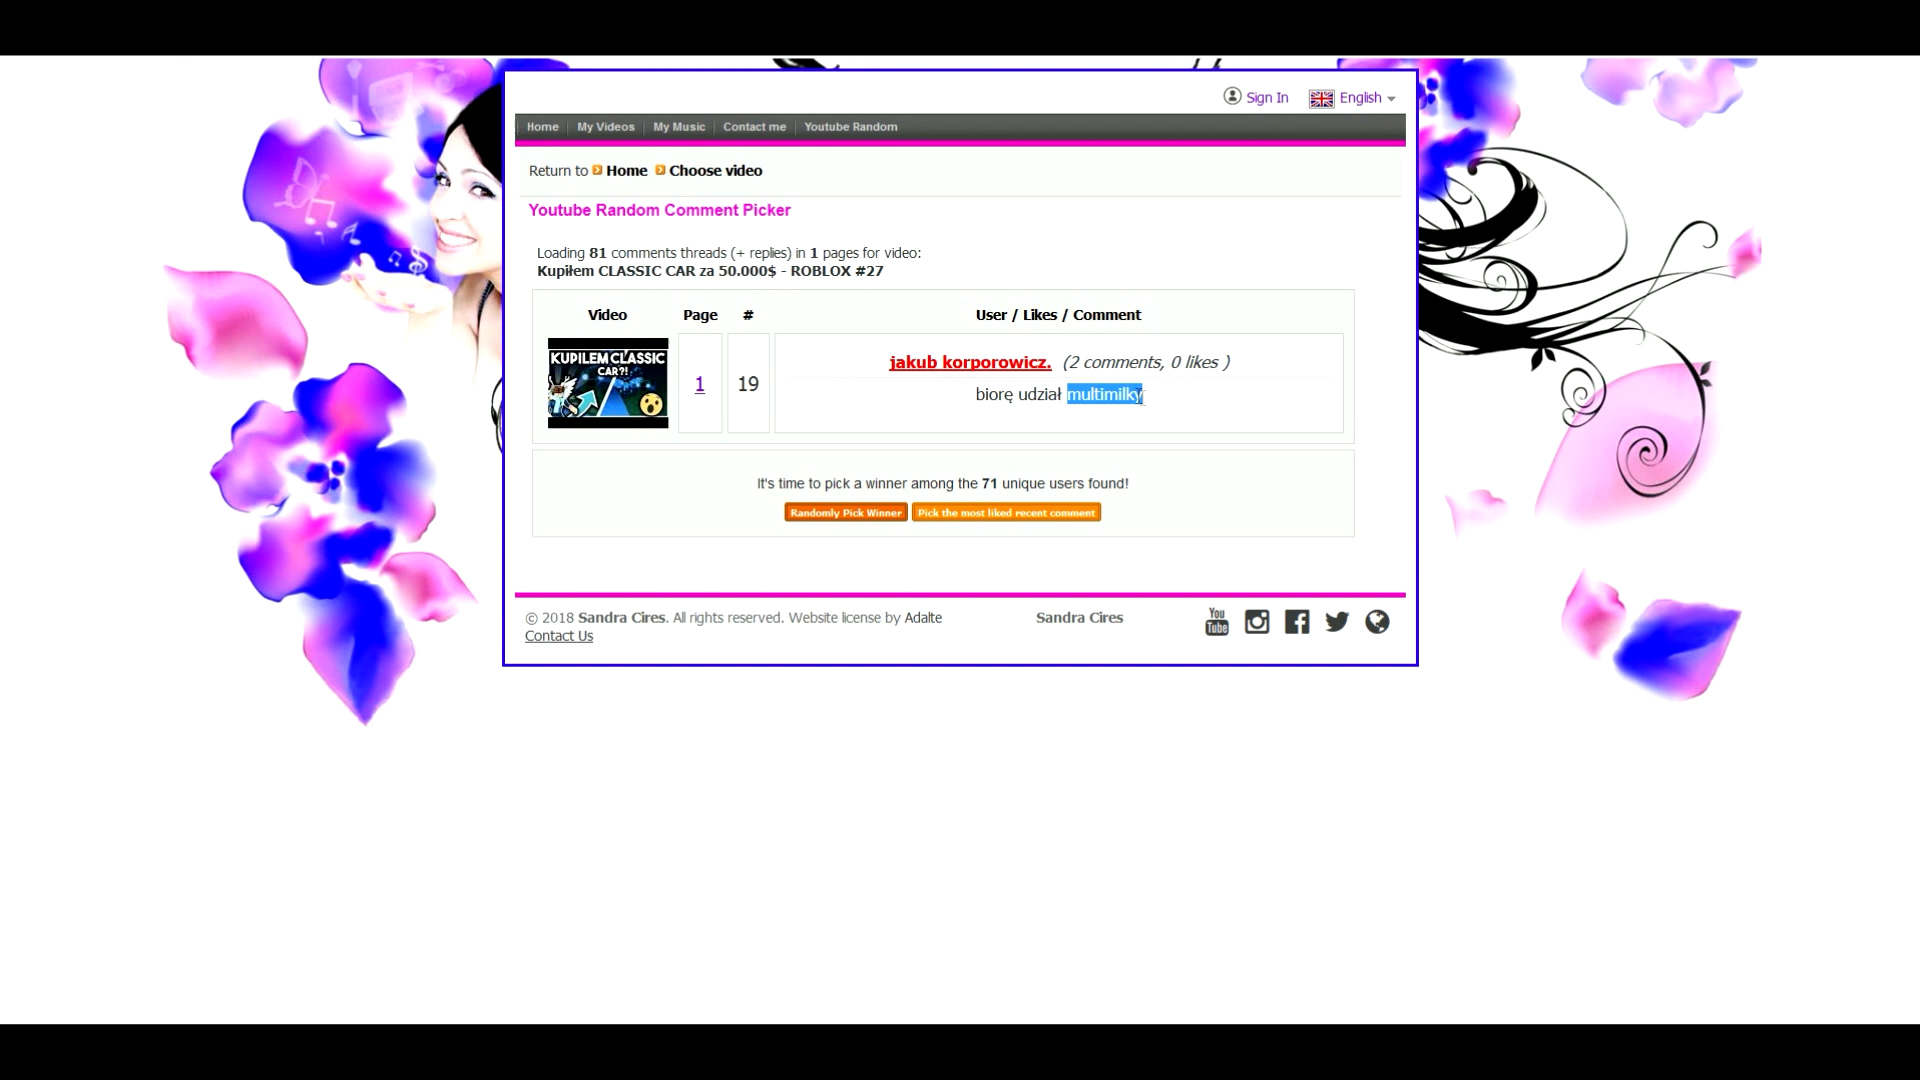 Sign In English
Home My Videos My Music Contact me Youtube Random
Return to Home Choose video
Youtube Random Comment Picker
Loading 81 comments threads (+ replies) in 1 pages for video:
Kupiłem CLASSIC CAR za 50.000$ - ROBLOX #27
Video Page # User / Likes / Comment
KUPIŁEM CLASSIC
CAR?!
jakub korporowicz. (2 comments, 0 likes )
1 19
biorę udział multimilky
It's time to pick a winner among the 71 unique users found!
Randomly Pick Winner Pick the most liked recent comment
© 2018 Sandra Cires. All rights reserved. Website license by Adalte
Contact Us
Sandra Cires
You
Tube